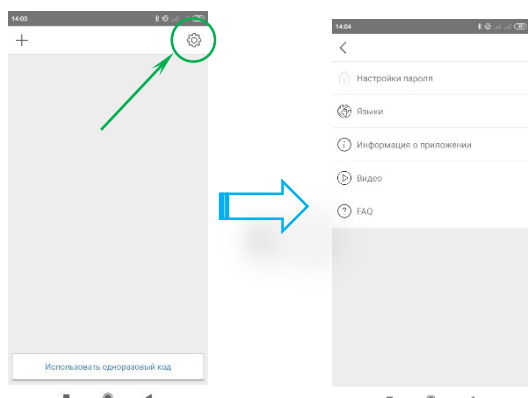 14:03
Использовать одноразовый код
14:04
Настройки пароля
Языки
Информация о приложении
Видео
FAQ